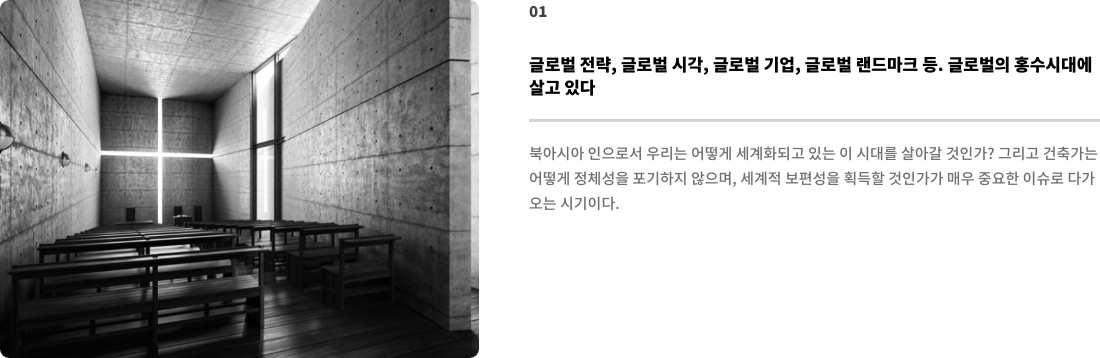 01
글로벌 전략, 글로벌 시각, 글로벌 기업, 글로벌 랜드마크 등. 글로벌의 홍수시대에
살고 있다
북아시아 인으로서 우리는 어떻게 세계화되고 있는 이 시대를 살아갈 것인가? 그리고 건축가는
어떻게 정체성을 포기하지 않으며, 세계적 보편성을 획득할 것인가가 매우 중요한 이슈로 다가
오는 시기이다.